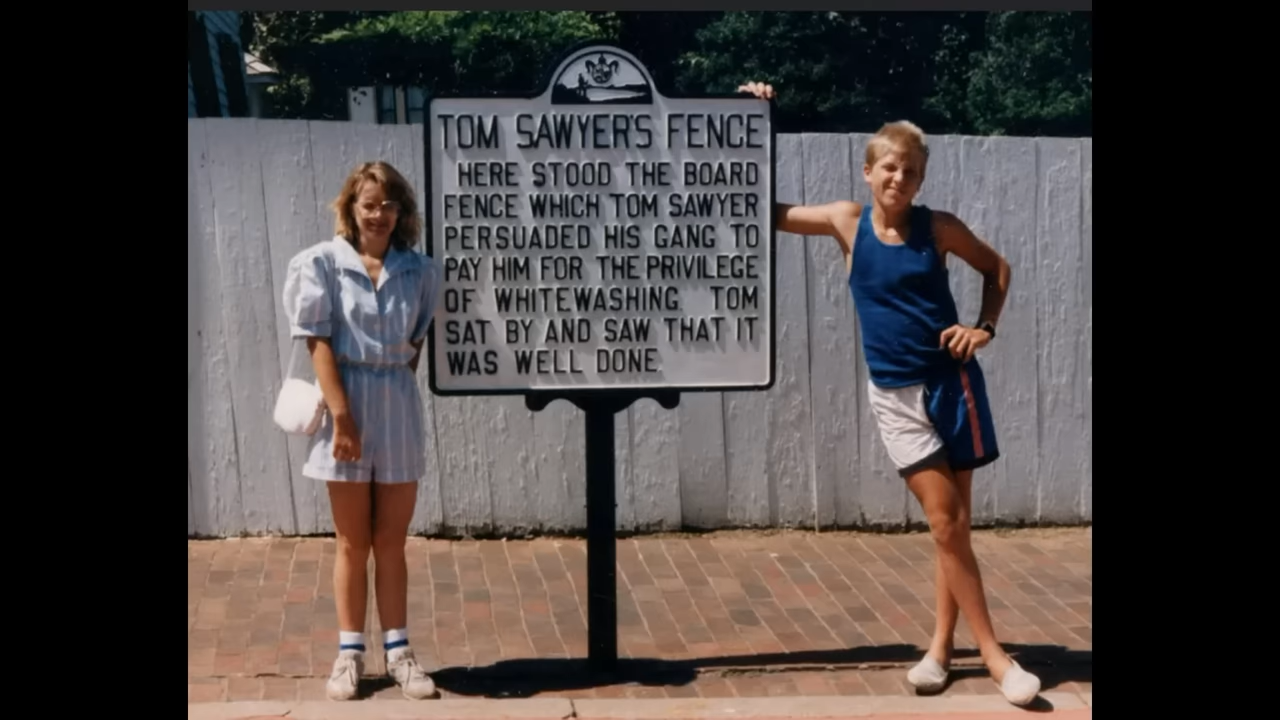 TOM SAWYER'S FENCE
HERE STOOD THE BOARD
FENCE WHICH TOM SAWYER
PERSUADED HIS GANG TO
PAY HIM FOR THE PRIVILEGE
OF WHITEWASHING. TOM
SAT BY AND SAW THAT IT
WAS WELL DONE.